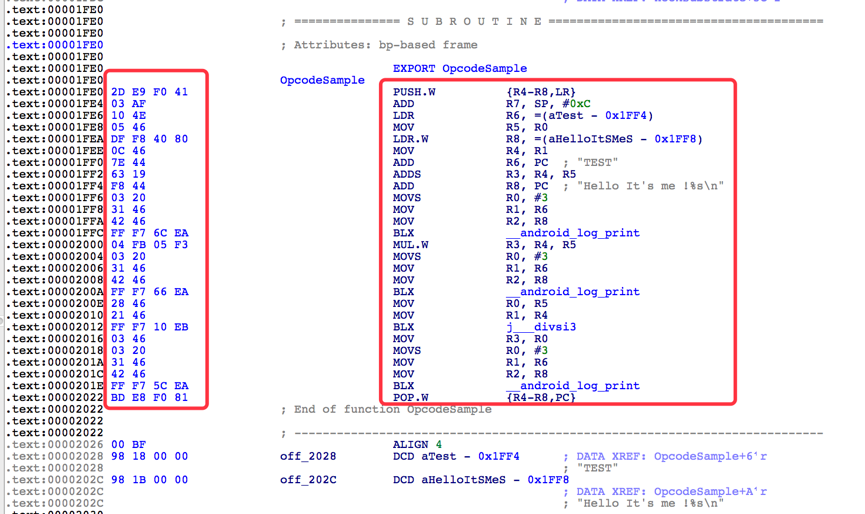 .text:00001FE0
.text:00001FE0
.text:00001FE0 ; =============== S U B R O U T I N E =======================================
.text:00001FE0
.text:00001FE0 ; Attributes: bp-based frame
.text:00001FE0
.text:00001FE0 EXPORT OpcodeSample
.text:00001FE0 OpcodeSample
.text:00001FE0 2D E9 F0 41 PUSH.W {R4-R8,LR}
.text:00001FE4 03 AF ADD R7, SP, #0xC
.text:00001FE6 10 4E LDR R6, =(aTest - 0x1FF4)
.text:00001FE8 05 46 MOV R5, R0
.text:00001FEA DF F8 40 80 LDR.W R8, =(aHelloItSMeS - 0x1FF8)
.text:00001FEE 0C 46 MOV R4, R1
.text:00001FF0 7E 44 ADD R6, PC ; "TEST"
.text:00001FF2 63 19 ADDS R3, R4, R5
.text:00001FF4 F8 44 ADD R8, PC ; "Hello It's me !%s\n"
.text:00001FF6 03 20 MOVS R0, #3
.text:00001FF8 31 46 MOV R1, R6
.text:00001FFA 42 46 MOV R2, R8
.text:00001FFC FF F7 6C EA BLX __android_log_print
.text:00002000 04 FB 05 F3 MUL.W R3, R4, R5
.text:00002004 03 20 MOVS R0, #3
.text:00002006 31 46 MOV R1, R6
.text:00002008 42 46 MOV R2, R8
.text:0000200A FF F7 66 EA BLX __android_log_print
.text:0000200E 28 46 MOV R0, R5
.text:00002010 21 46 MOV R1, R4
.text:00002012 FF F7 10 EB BLX j___divsi3
.text:00002016 03 46 MOV R3, R0
.text:00002018 03 20 MOVS R0, #3
.text:0000201A 31 46 MOV R1, R6
.text:0000201C 42 46 MOV R2, R8
.text:0000201E FF F7 5C EA BLX __android_log_print
.text:00002022 BD E8 F0 81 POP.W {R4-R8,PC}
.text:00002022 ; End of function OpcodeSample
.text:00002022
.text:00002022 ; ---------------------------------------------------------------------------
.text:00002026 00 BF ALIGN 4
.text:00002028 98 18 00 00 off_2028 DCD aTest - 0x1FF4 ; DATA XREF: OpcodeSample+6↑r
.text:00002028 ; "TEST"
.text:0000202C 98 1B 00 00 off_202C DCD aHelloItSMeS - 0x1FF8
.text:0000202C ; DATA XREF: OpcodeSample+A↑r
.text:0000202C ; "Hello It's me !%s\n"